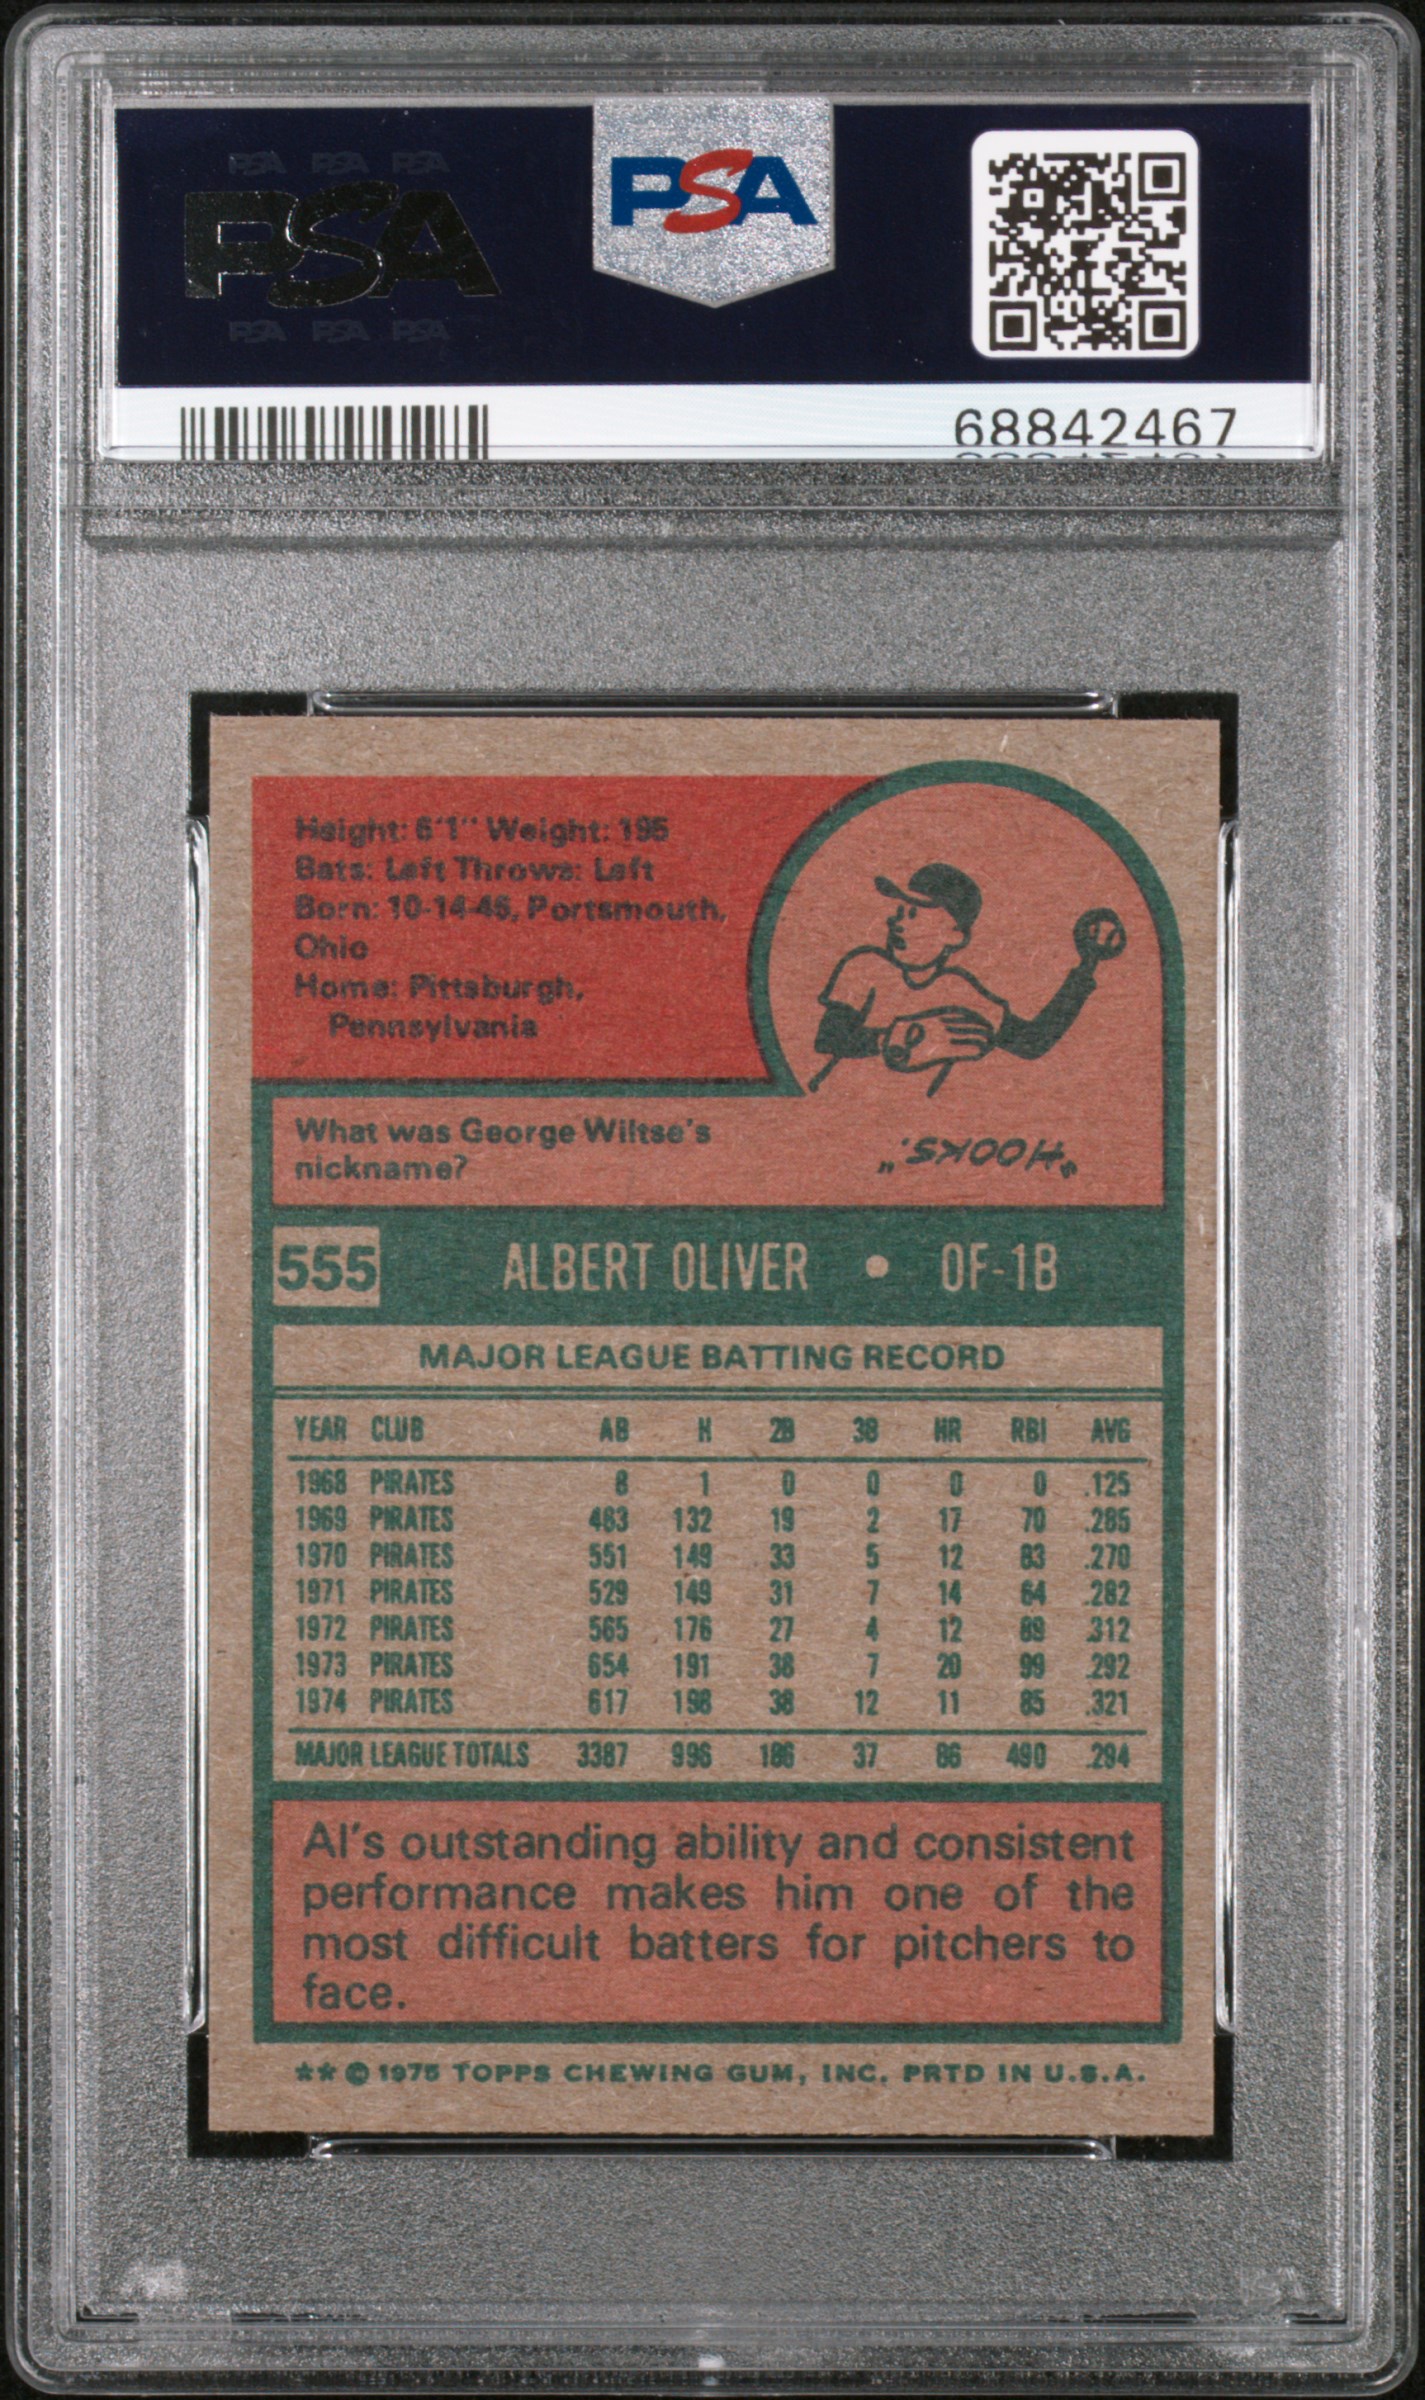 PSA PSA PSA
PSA
PSA PSA PSA
PSA
68842467
Height: 6'1" Weight: 195
Bats: Left Throws: Left
Born: 10-14-46, Portsmouth,
Ohio
Home: Pittsburgh,
Pennsylvania
What was George Wiltse's
nickname?
"HOOKS."
555 ALBERT OLIVER • OF-1B
MAJOR LEAGUE BATTING RECORD
YEAR CLUB AB H 2B 3B HR RBI AVG
1968 PIRATES 8 1 0 0 0 0 .125
1969 PIRATES 463 132 19 2 17 70 .285
1970 PIRATES 551 149 33 5 12 83 .270
1971 PIRATES 529 149 31 7 14 64 .282
1972 PIRATES 565 176 27 4 12 89 .312
1973 PIRATES 654 191 38 7 20 99 .292
1974 PIRATES 617 198 38 12 11 85 .321
MAJOR LEAGUE TOTALS 3387 996 186 37 86 490 .294
Al's outstanding ability and consistent
performance makes him one of the
most difficult batters for pitchers to
face.
** © 1975 TOPPS CHEWING GUM, INC. PRTD IN U.S.A.